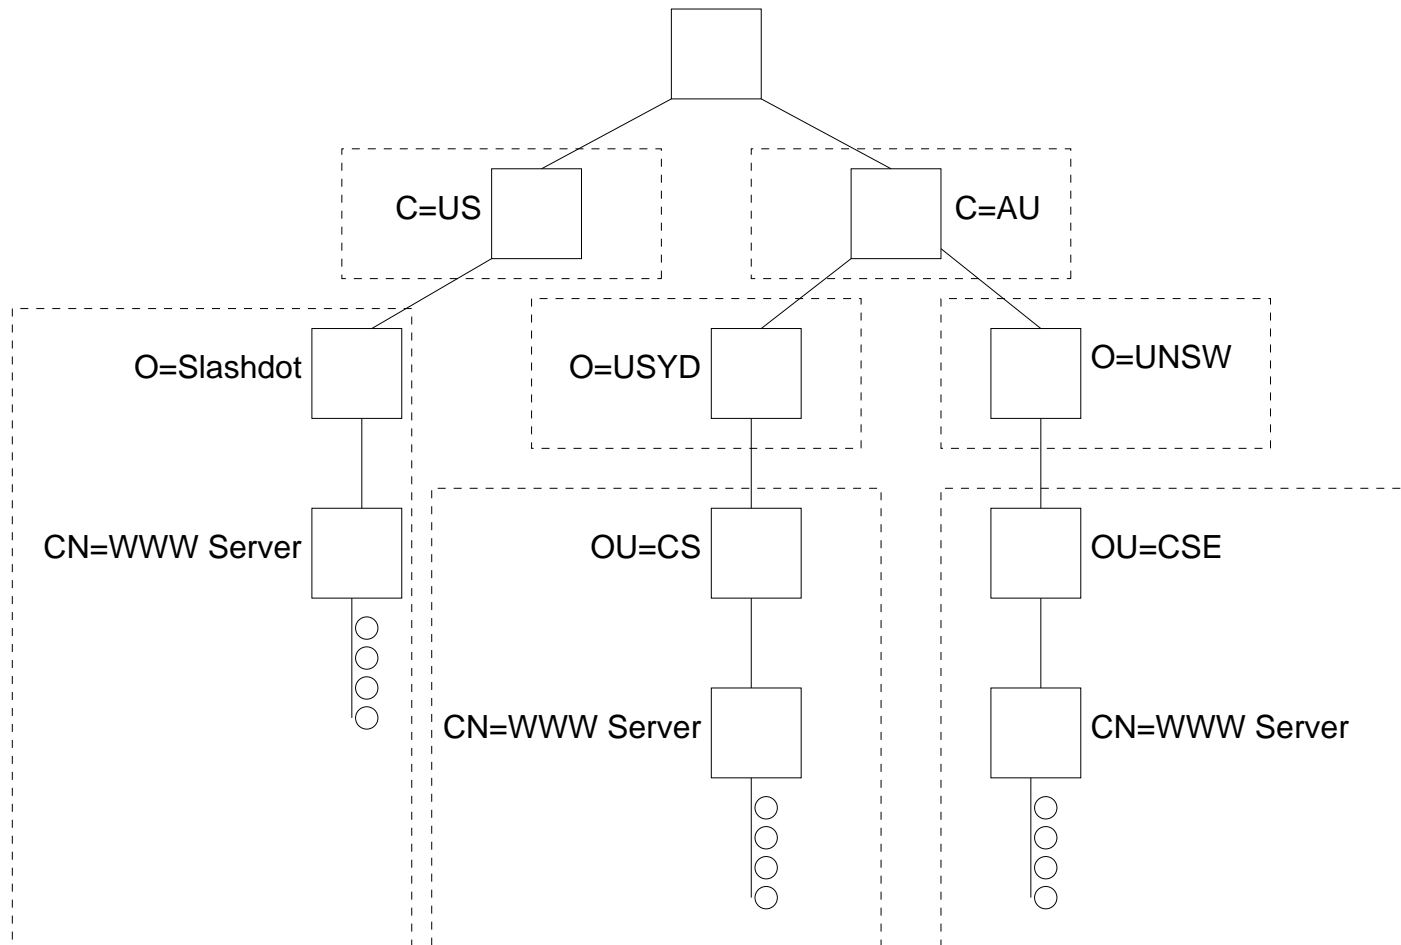 C=US
C=AU
O=Slashdot
O=USYD
O=UNSW
CN=WWW Server
OU=CS
OU=CSE
CN=WWW Server
CN=WWW Server